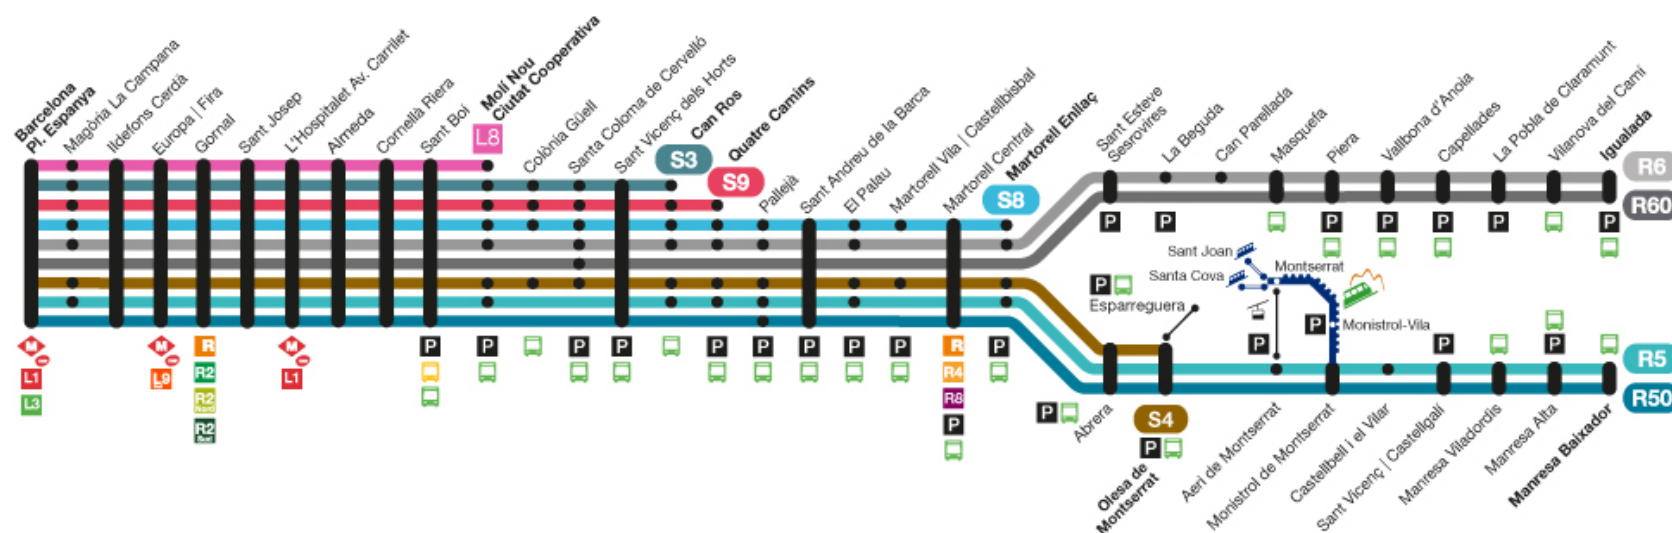 Barcelona
Pl. Espanya
Magòria La Campana
Ildefons Cerdà
Europa | Fira
Gornal
Sant Josep
L'Hospitalet Av. Carrilet
Almeda
Cornellà Riera
Sant Boi
Molí Nou
Ciutat Cooperativa
L8
Colònia Güell
Santa Coloma de Cervelló
Sant Vicenç dels Horts
Can Ros
S3
Quatre Camins
S9
Pallejà
Sant Andreu de la Barca
El Palau
Martorell Vila | Castellbisbal
Martorell Central
Martorell Enllaç
S8
Sant Esteve
Sesrovires
La Beguda
Can Parellada
Masquefa
Piera
Vallbona d'Anoia
Capellades
La Pobla de Claramunt
Vilanova del Camí
Igualada
R6
R60
P
P
P
P
P
P
P
Sant Joan
Montserrat
Santa Cova
P
Esparreguera
P
P
Monistrol-Vila
M
M
R
M
P
P
P
P
P
P
P
P
P
R
P
P
P
L1
L9
R2
L1
R4
R5
L3
R2
Nord
R8
R50
R2
Sud
P
P
Abrera
S4
P
Olesa de
Montserrat
Aeri de Montserrat
Monistrol de Montserrat
Castellbell i el Vilar
Sant Vicenç | Castellgalí
Manresa Viladordis
Manresa Alta
Manresa Baixador